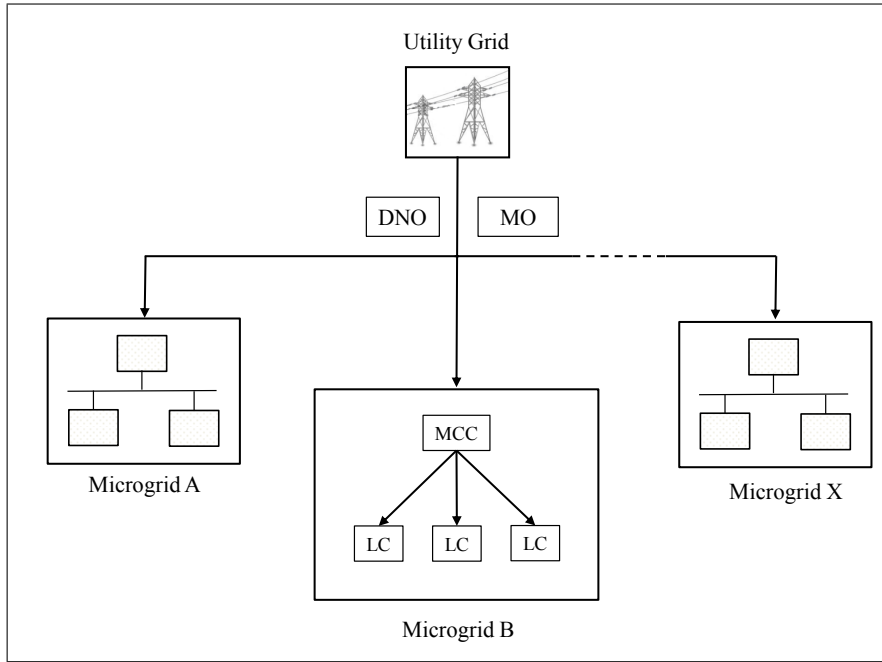 Utility Grid
DNO
MO
Microgrid A
MCC
LC
LC
LC
Microgrid B
Microgrid X